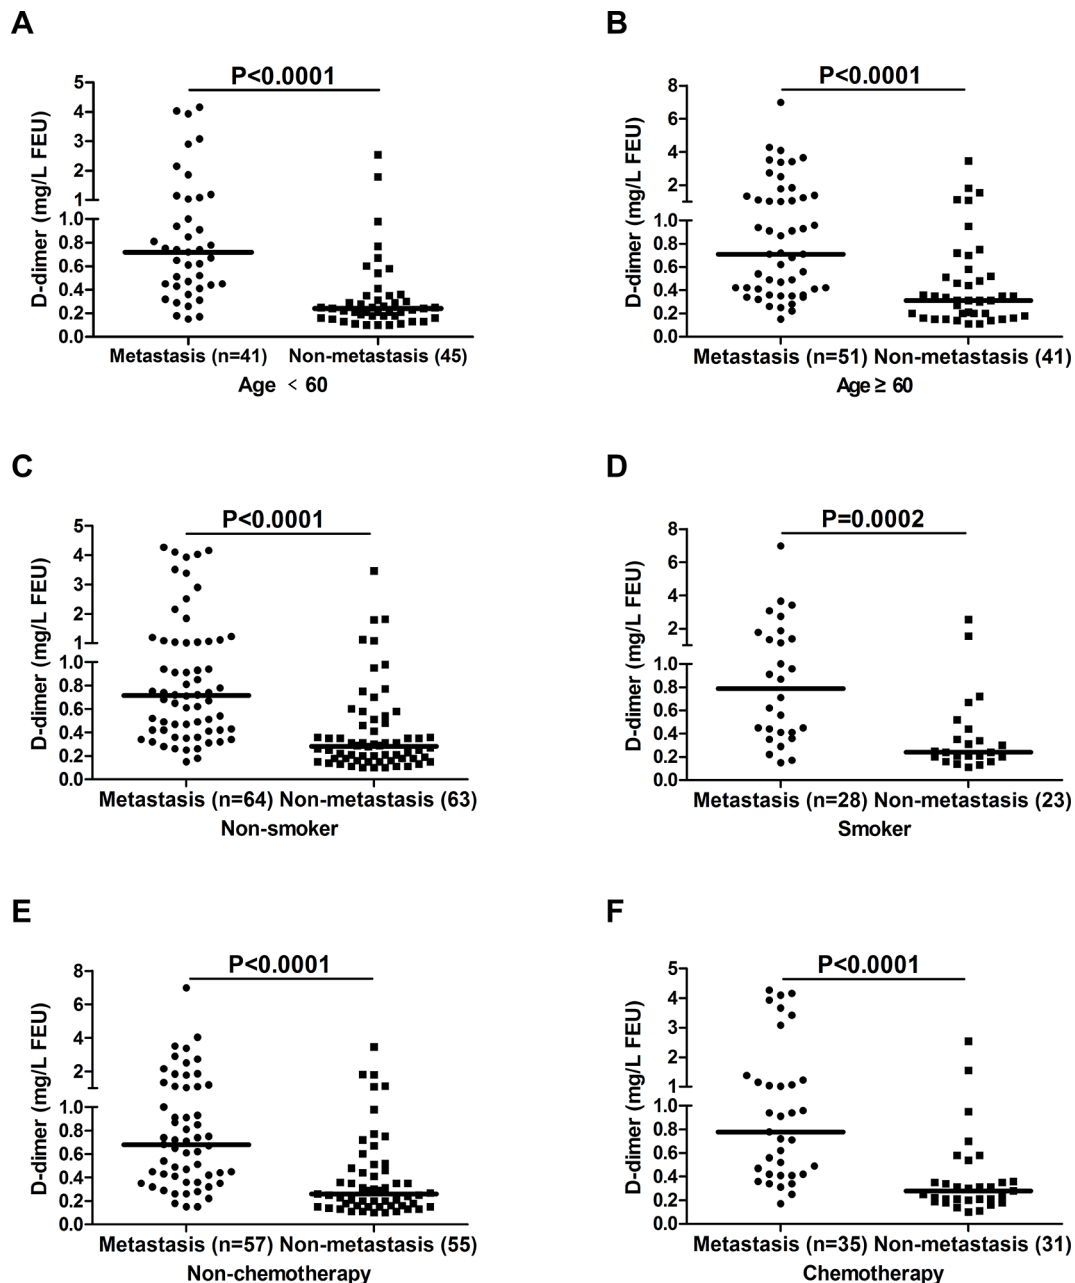 A
P<0.0001
D-dimer (mg/L FEU)
5
4
3
2
1
1.0
0.8
0.6
0.4
0.2
0.0
Metastasis (n=41) Non-metastasis (45)
Age < 60
B
P<0.0001
D-dimer (mg/L FEU)
8
6
4
2
1.0
0.8
0.6
0.4
0.2
0.0
Metastasis (n=51) Non-metastasis (41)
Age ≥ 60
C
P<0.0001
D-dimer (mg/L FEU)
5
4
3
2
1
1.0
0.8
0.6
0.4
0.2
0.0
Metastasis (n=64) Non-metastasis (63)
Non-smoker
D
P=0.0002
D-dimer (mg/L FEU)
8
6
4
2
1.0
0.8
0.6
0.4
0.2
0.0
Metastasis (n=28) Non-metastasis (23)
Smoker
E
P<0.0001
D-dimer (mg/L FEU)
8
6
4
2
1.0
0.8
0.6
0.4
0.2
0.0
Metastasis (n=57) Non-metastasis (55)
Non-chemotherapy
F
P<0.0001
D-dimer (mg/L FEU)
5
4
3
2
1
1.0
0.8
0.6
0.4
0.2
0.0
Metastasis (n=35) Non-metastasis (31)
Chemotherapy